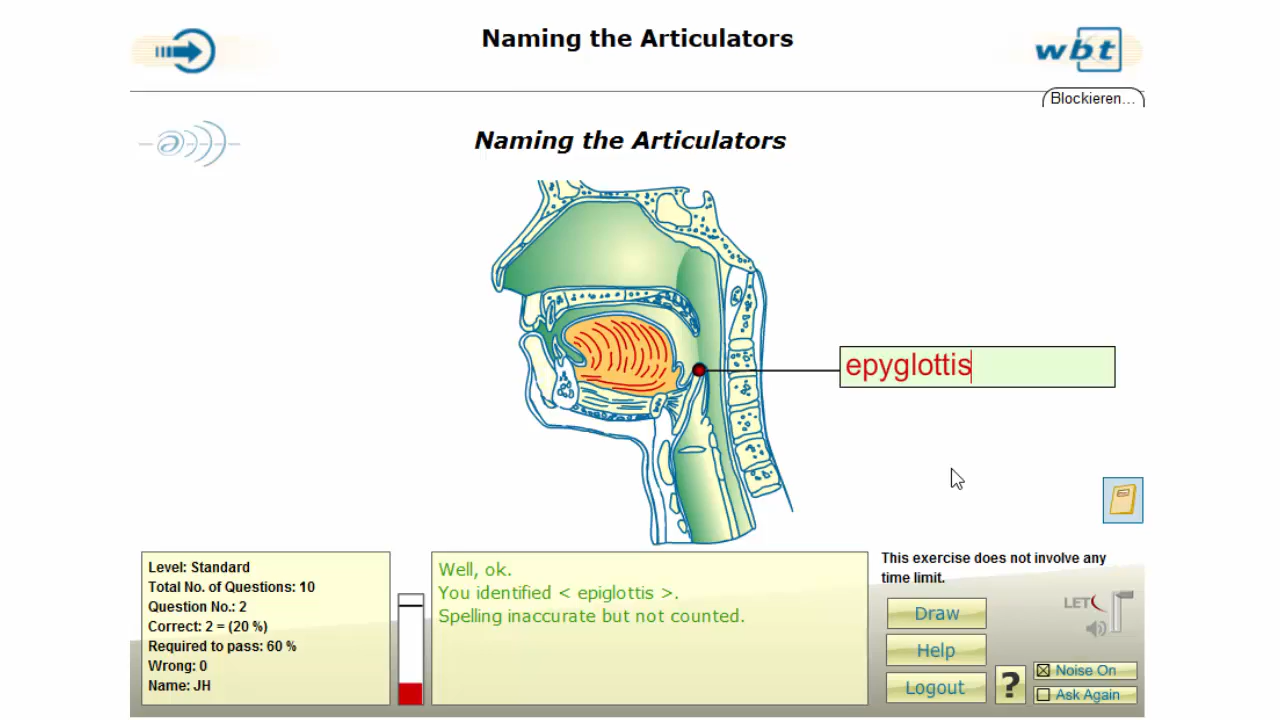 Naming the Articulators
wbt
Blockieren...
Naming the Articulators
epyglottis
Level: Standard
Total No. of Questions: 10
Question No.: 2
Correct: 2 = (20 %)
Required to pass: 60 %
Wrong: 0
Name: JH
Well, ok.
You identified < epiglottis >.
Spelling inaccurate but not counted.
This exercise does not involve any
time limit.
Draw
Help
Logout
?
LET
Noise On
Ask Again